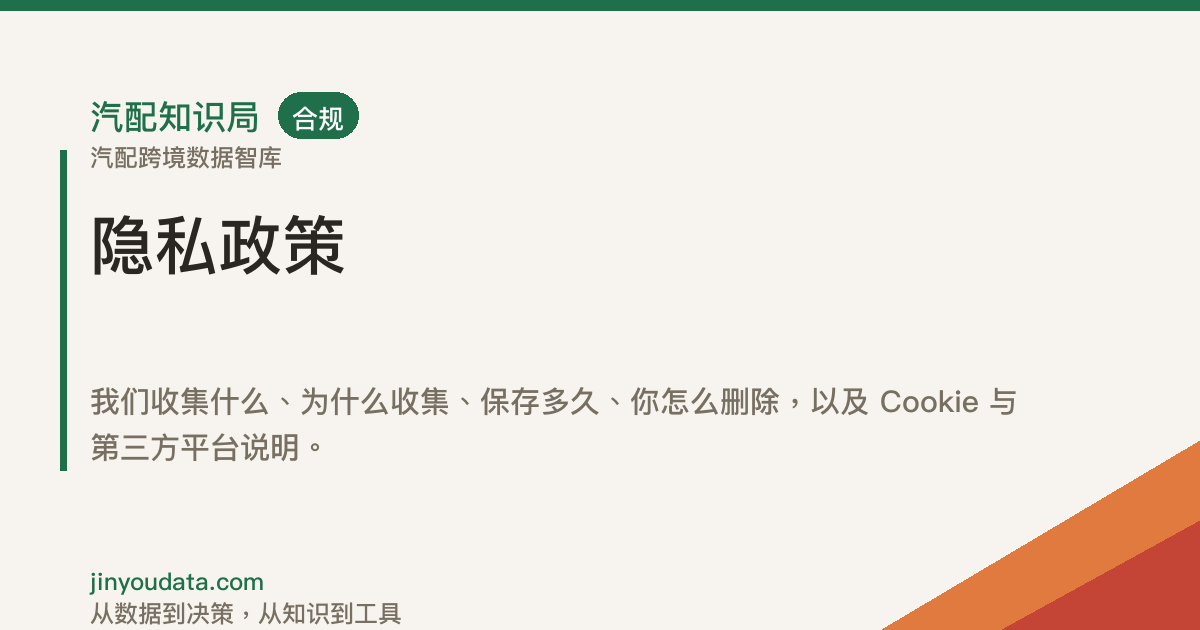 汽配知识局 合规
汽配跨境数据智库
隐私政策
我们收集什么、为什么收集、保存多久、你怎么删除，以及 Cookie 与
第三方平台说明。
jinyoudata.com
从数据到决策，从知识到工具